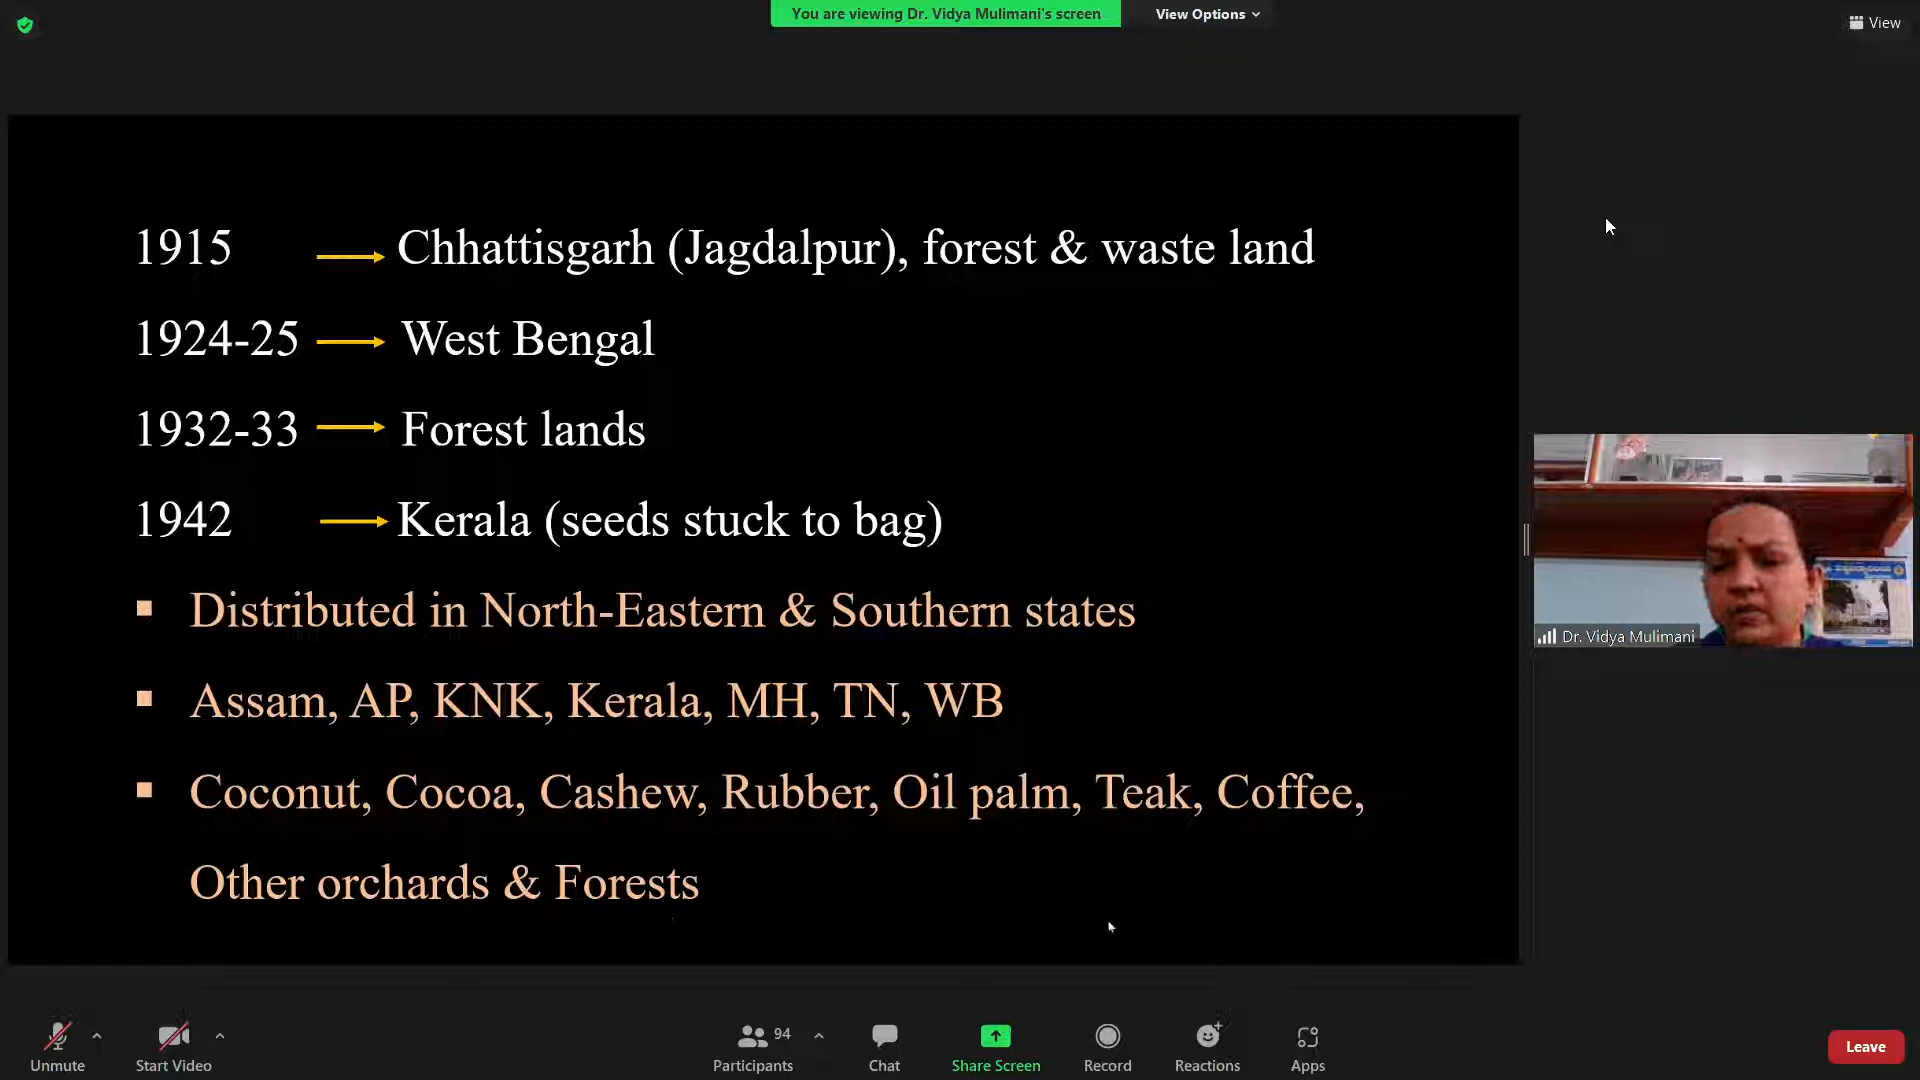 You are viewing Dr. Vidya Mulimani's screen
View Options
View
1915 Chhattisgarh (Jagdalpur), forest & waste land
1924-25 West Bengal
1932-33 Forest lands
1942 Kerala (seeds stuck to bag)
Distributed in North-Eastern & Southern states
Assam, AP, KNK, Kerala, MH, TN, WB
Coconut, Cocoa, Cashew, Rubber, Oil palm, Teak, Coffee,
Other orchards & Forests
Dr. Vidya Mulimani
Unmute
Start Video
94
Participants
Chat
Share Screen
Record
Reactions
Apps
Leave